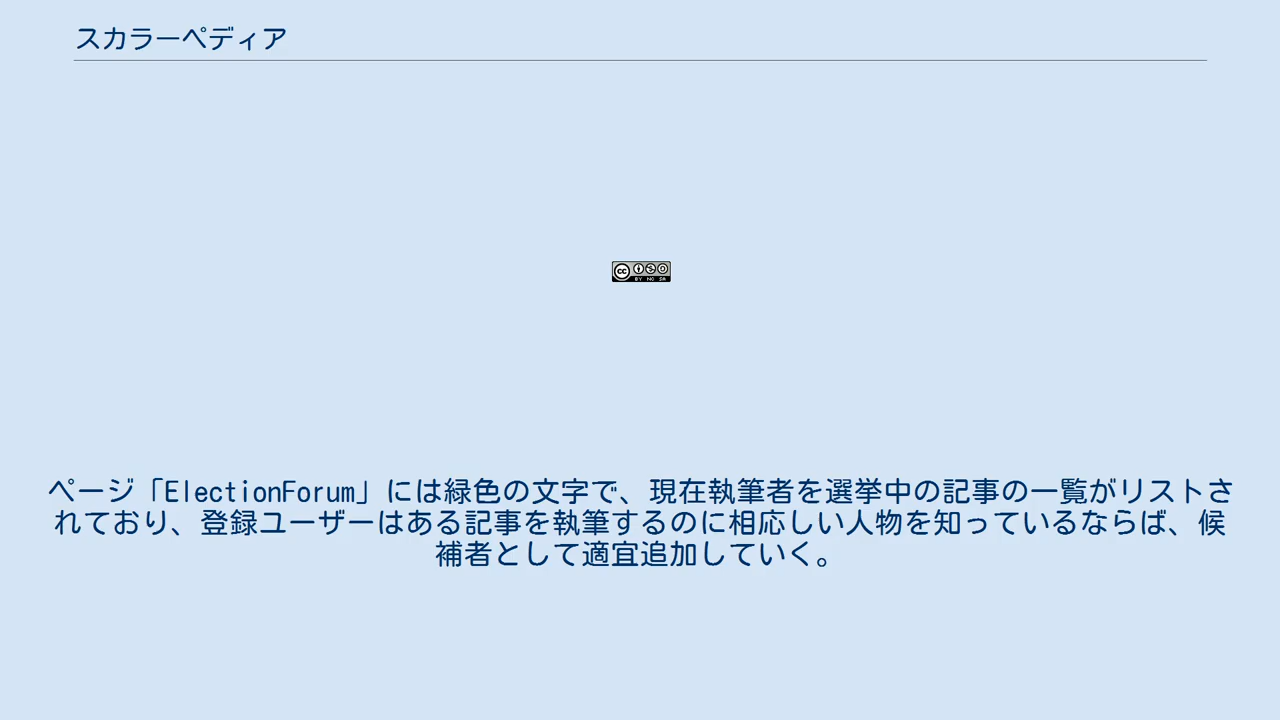 スカラーペディア
cc
BY NC SA
ページ「ElectionForum」には緑色の文字で、現在執筆者を選挙中の記事の一覧がリストさ
れており、登録ユーザーはある記事を執筆するのに相応しい人物を知っているならば、候
補者として適宜追加していく。